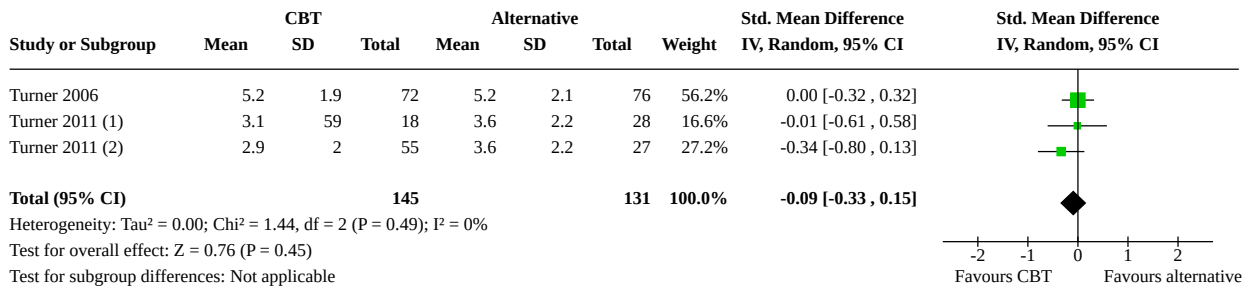 CBT Alternative Std. Mean Difference Std. Mean Difference
Study or Subgroup Mean SD Total Mean SD Total Weight IV, Random, 95% CI IV, Random, 95% CI
Turner 2006 5.2 1.9 72 5.2 2.1 76 56.2% 0.00 [-0.32 , 0.32]
Turner 2011 (1) 3.1 59 18 3.6 2.2 28 16.6% -0.01 [-0.61 , 0.58]
Turner 2011 (2) 2.9 2 55 3.6 2.2 27 27.2% -0.34 [-0.80 , 0.13]
Total (95% CI) 145 131 100.0% -0.09 [-0.33 , 0.15]
Heterogeneity: Tau² = 0.00; Chi² = 1.44, df = 2 (P = 0.49); I² = 0%
Test for overall effect: Z = 0.76 (P = 0.45) -2 -1 0 1 2
Test for subgroup differences: Not applicable Favours CBT Favours alternative